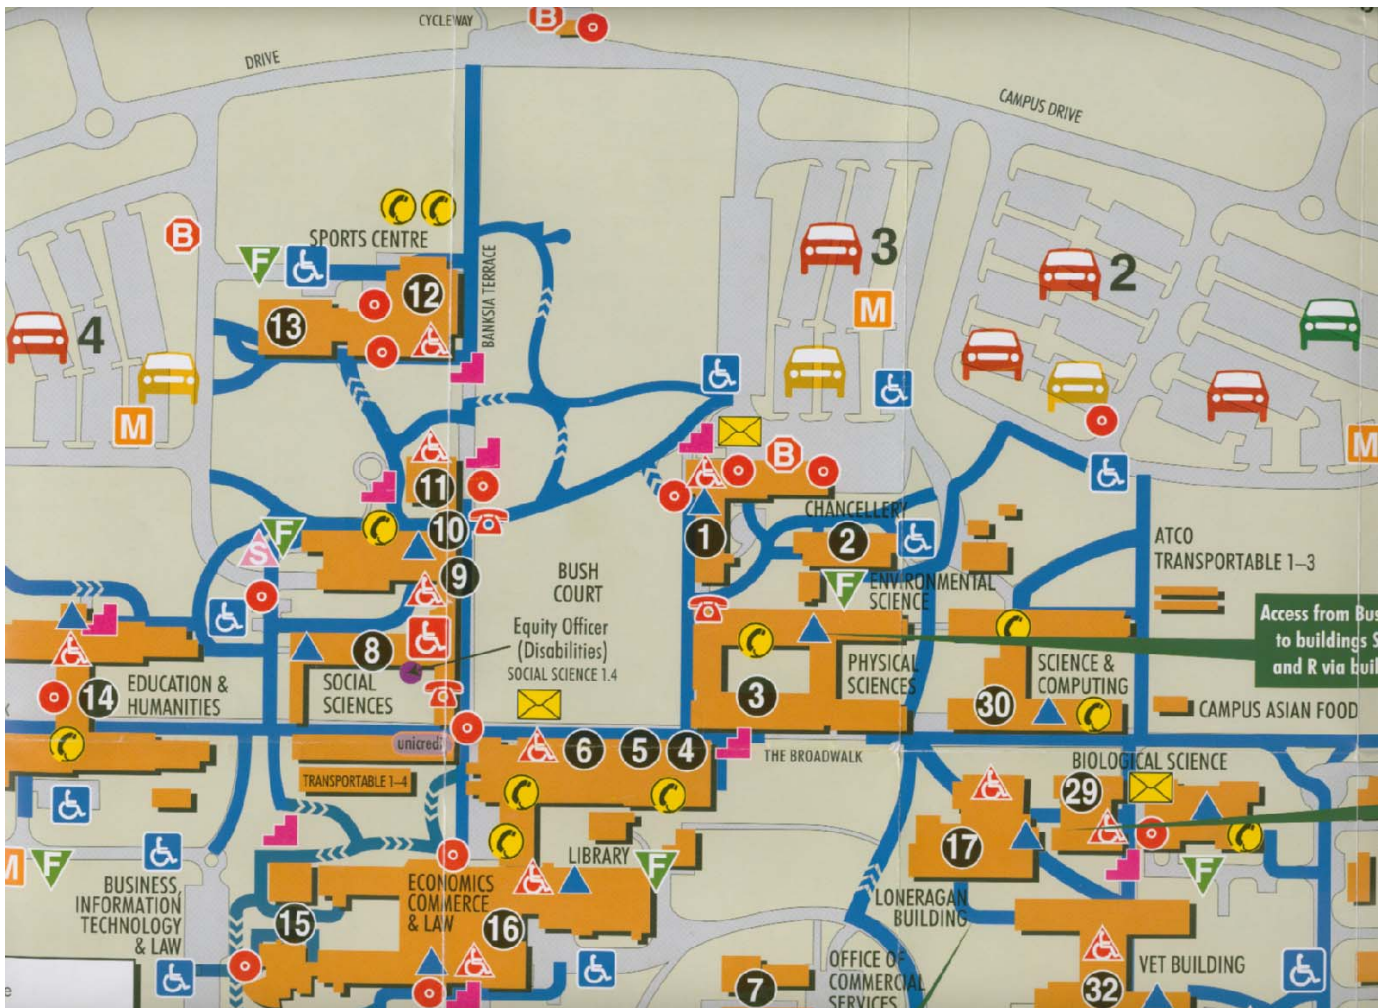 CYCLEWAY
B
DRIVE
CAMPUS DRIVE
B
SPORTS CENTRE
F
3
2
12
BANKSIA TERRACE
M
13
4
M
M
11
B
10
CHANCELLERY
F
S
1
2
ATCO
TRANSPORTABLE 1–3
9
BUSH
COURT
F
ENVIRONMENTAL
SCIENCE
Access from Bus
to buildings S
and R via buil
Equity Officer
(Disabilities)
SOCIAL SCIENCE 1.4
8
SOCIAL
SCIENCES
PHYSICAL
SCIENCES
SCIENCE &
COMPUTING
14
EDUCATION &
HUMANITIES
3
30
CAMPUS ASIAN FOOD
unicredit
6
5
4
THE BROADWALK
BIOLOGICAL SCIENCE
TRANSPORTABLE 1–4
29
17
M
F
LIBRARY
F
F
BUSINESS,
INFORMATION
TECHNOLOGY
& LAW
ECONOMICS
COMMERCE
& LAW
LONERAGAN
BUILDING
15
16
OFFICE OF
COMMERCIAL
SERVICES
VET BUILDING
7
32
e